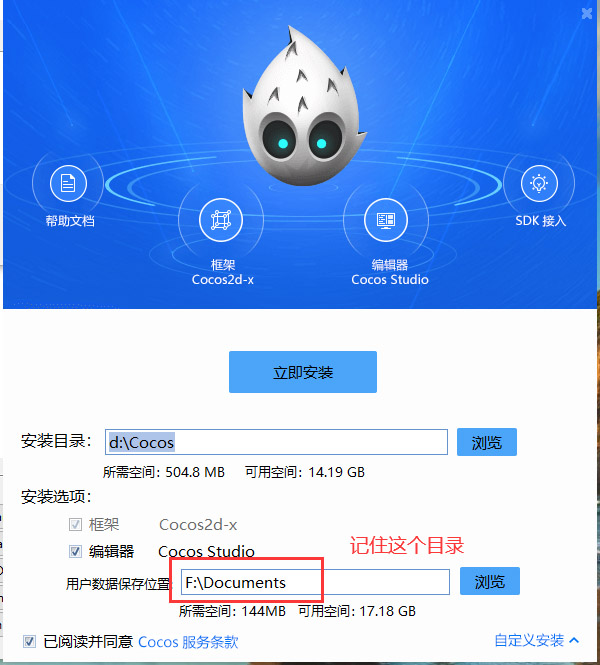 帮助文档
SDK 接入
框架
Cocos2d-x
编辑器
Cocos Studio
立即安装
安装目录： d:\Cocos 浏览
所需空间：504.8 MB 可用空间：14.19 GB
安装选项：
框架 Cocos2d-x
记住这个目录
编辑器 Cocos Studio
用户数据保存位置: F:\Documents 浏览
所需空间：144MB 可用空间：17.18 GB
已阅读并同意 Cocos 服务条款 自定义安装